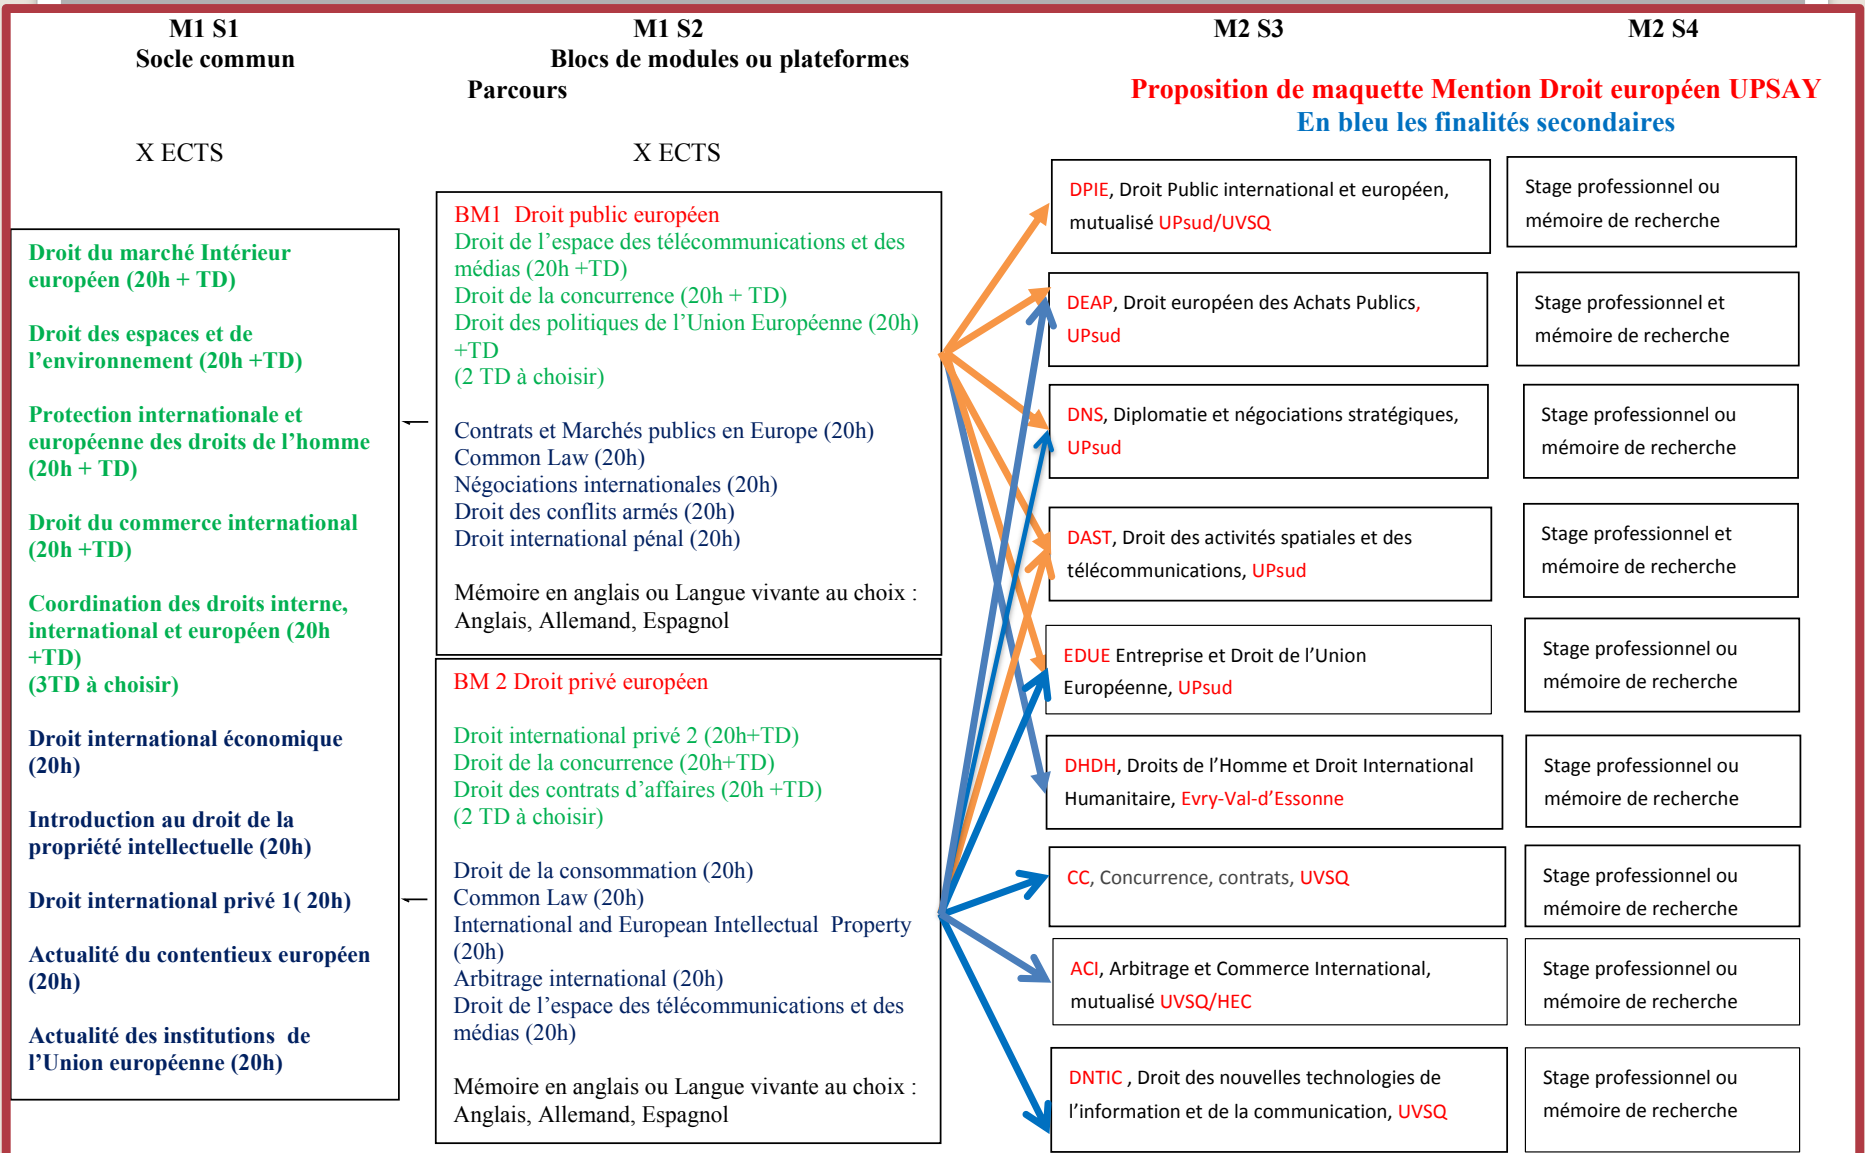 M1 S1
Socle commun
X ECTS
Droit du marché Intérieur
européen (20h + TD)
Droit des espaces et de
l’environnement (20h +TD)
Protection internationale et
européenne des droits de l’homme
(20h + TD)
Droit du commerce international
(20h +TD)
Coordination des droits interne,
international et européen (20h
+TD)
(3TD à choisir)
Droit international économique
(20h)
Introduction au droit de la
propriété intellectuelle (20h)
Droit international privé 1( 20h)
Actualité du contentieux européen
(20h)
Actualité des institutions de
l’Union européenne (20h)
M1 S2
Blocs de modules ou plateformes
Parcours
X ECTS
BM1 Droit public européen
Droit de l’espace des télécommunications et des
médias (20h +TD)
Droit de la concurrence (20h + TD)
Droit des politiques de l’Union Européenne (20h)
+TD
(2 TD à choisir)
Contrats et Marchés publics en Europe (20h)
Common Law (20h)
Négociations internationales (20h)
Droit des conflits armés (20h)
Droit international pénal (20h)
Mémoire en anglais ou Langue vivante au choix :
Anglais, Allemand, Espagnol
BM 2 Droit privé européen
Droit international privé 2 (20h+TD)
Droit de la concurrence (20h+TD)
Droit des contrats d’affaires (20h +TD)
(2 TD à choisir)
Droit de la consommation (20h)
Common Law (20h)
International and European Intellectual Property
(20h)
Arbitrage international (20h)
Droit de l’espace des télécommunications et des
médias (20h)
Mémoire en anglais ou Langue vivante au choix :
Anglais, Allemand, Espagnol
M2 S3
M2 S4
Proposition de maquette Mention Droit européen UPSAY
En bleu les finalités secondaires
DPIE, Droit Public international et européen,
mutualisé UPsud/UVSQ
Stage professionnel ou
mémoire de recherche
DEAP, Droit européen des Achats Publics,
UPsud
Stage professionnel et
mémoire de recherche
DNS, Diplomatie et négociations stratégiques,
UPsud
Stage professionnel ou
mémoire de recherche
DAST, Droit des activités spatiales et des
télécommunications, UPsud
Stage professionnel et
mémoire de recherche
EDUE Entreprise et Droit de l’Union
Européenne, UPsud
Stage professionnel ou
mémoire de recherche
DHDH, Droits de l’Homme et Droit International
Humanitaire, Evry-Val-d’Essonne
Stage professionnel ou
mémoire de recherche
CC, Concurrence, contrats, UVSQ
Stage professionnel ou
mémoire de recherche
ACI, Arbitrage et Commerce International,
mutualisé UVSQ/HEC
Stage professionnel ou
mémoire de recherche
DNTIC , Droit des nouvelles technologies de
l’information et de la communication, UVSQ
Stage professionnel ou
mémoire de recherche